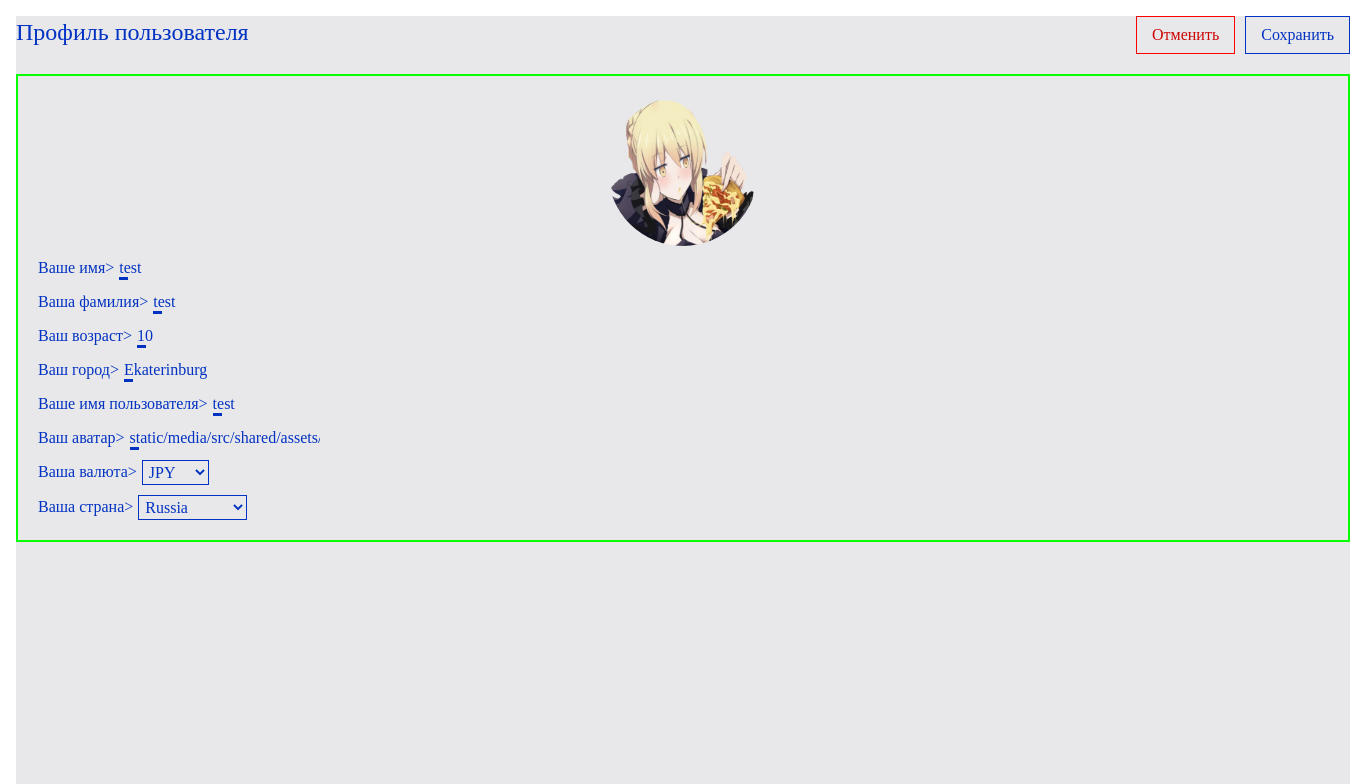 Профиль пользователя
Отменить
Сохранить
Ваше имя> test
Ваша фамилия> test
Ваш возраст> 10
Ваш город> Ekaterinburg
Ваше имя пользователя> test
Ваш аватар> static/media/src/shared/assets/
Ваша валюта> JPY
Ваша страна> Russia